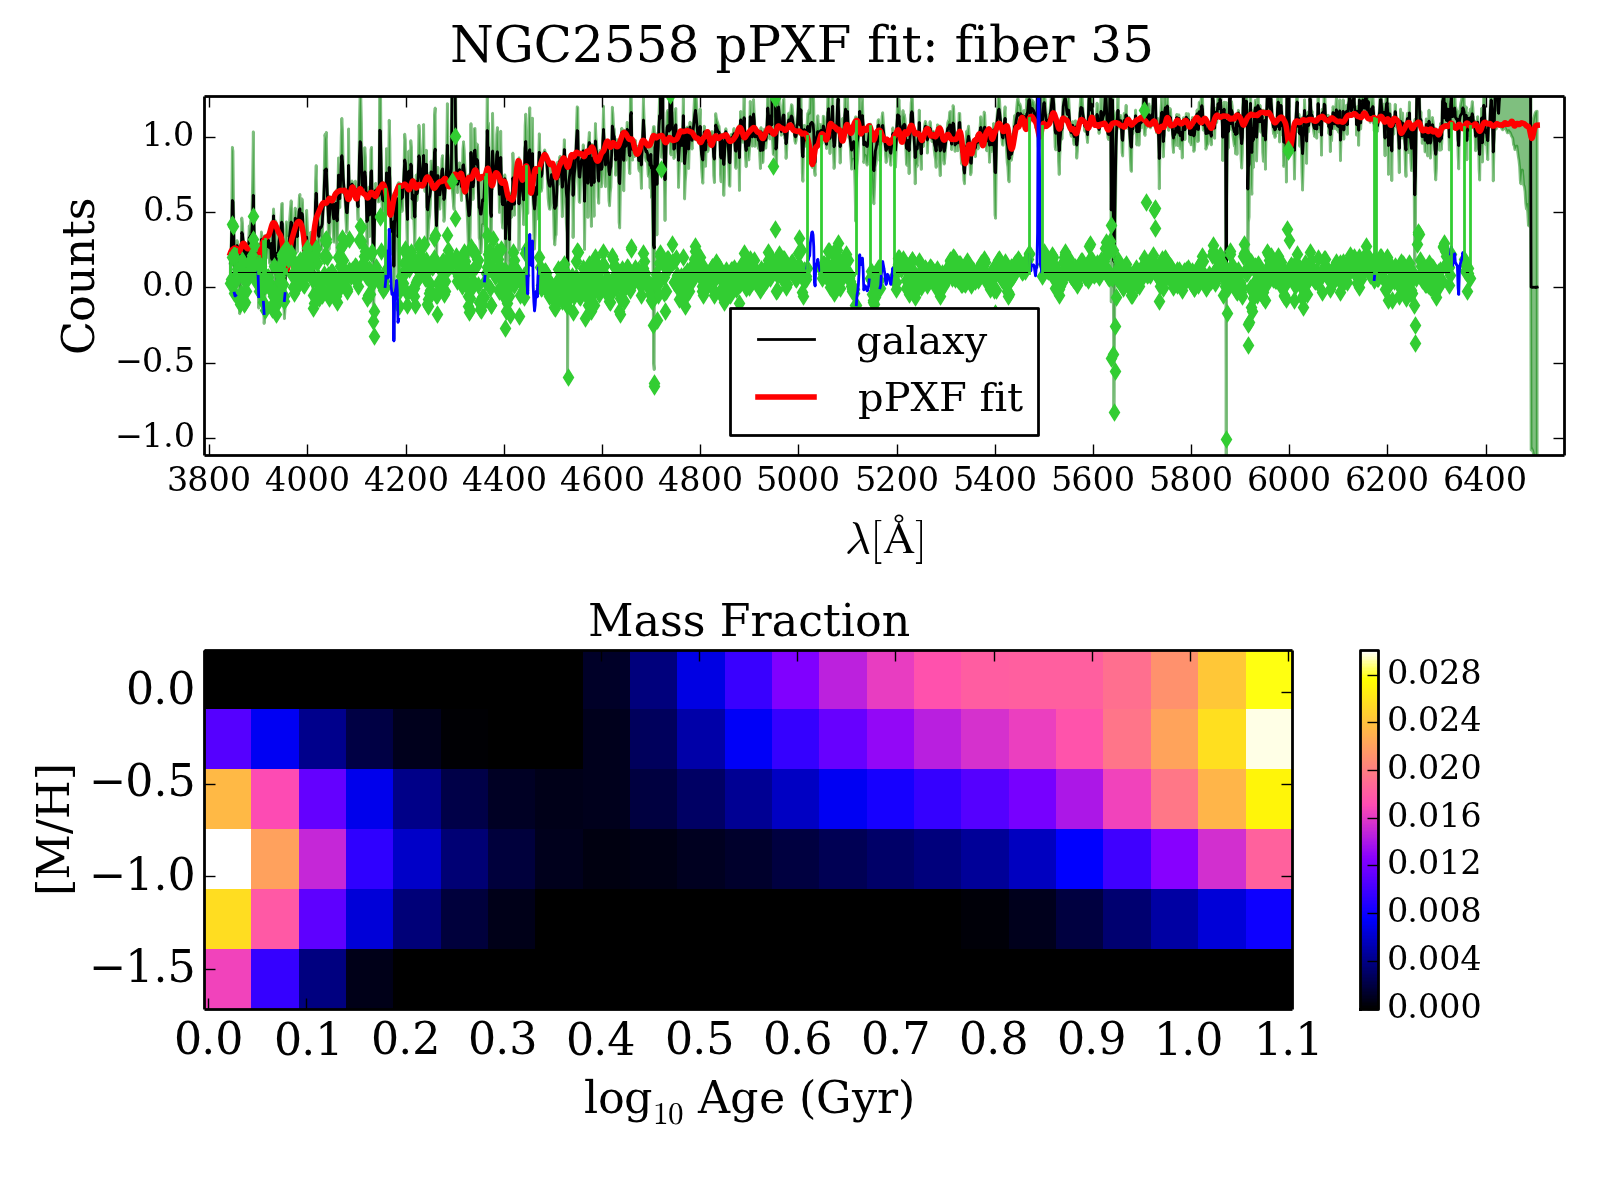 NGC2558 pPXF fit: fiber 35
Counts
1.0
0.5
0.0
−0.5
−1.0
galaxy
pPXF fit
3800 4000 4200 4400 4600 4800 5000 5200 5400 5600 5800 6000 6200 6400
λ[Å]
Mass Fraction
[M/H]
0.0
−0.5
−1.0
−1.5
0.0 0.1 0.2 0.3 0.4 0.5 0.6 0.7 0.8 0.9 1.0 1.1
log₁₀ Age (Gyr)
0.028
0.024
0.020
0.016
0.012
0.008
0.004
0.000